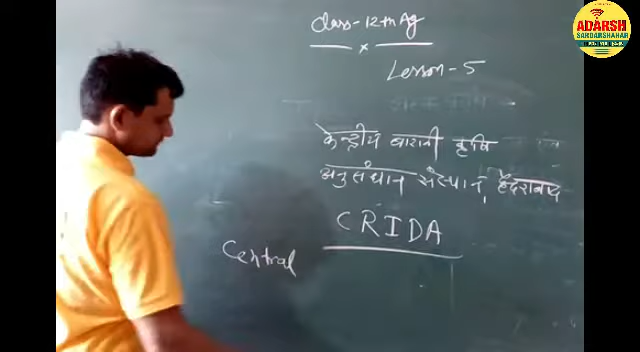 Class-12th Ag
x
Lesson-5
केन्द्रीय बारानी कृषि
अनुसंधान संस्थान, हैदराबाद
CRIDA
Central
ADARSH
SARDARSHAHAR